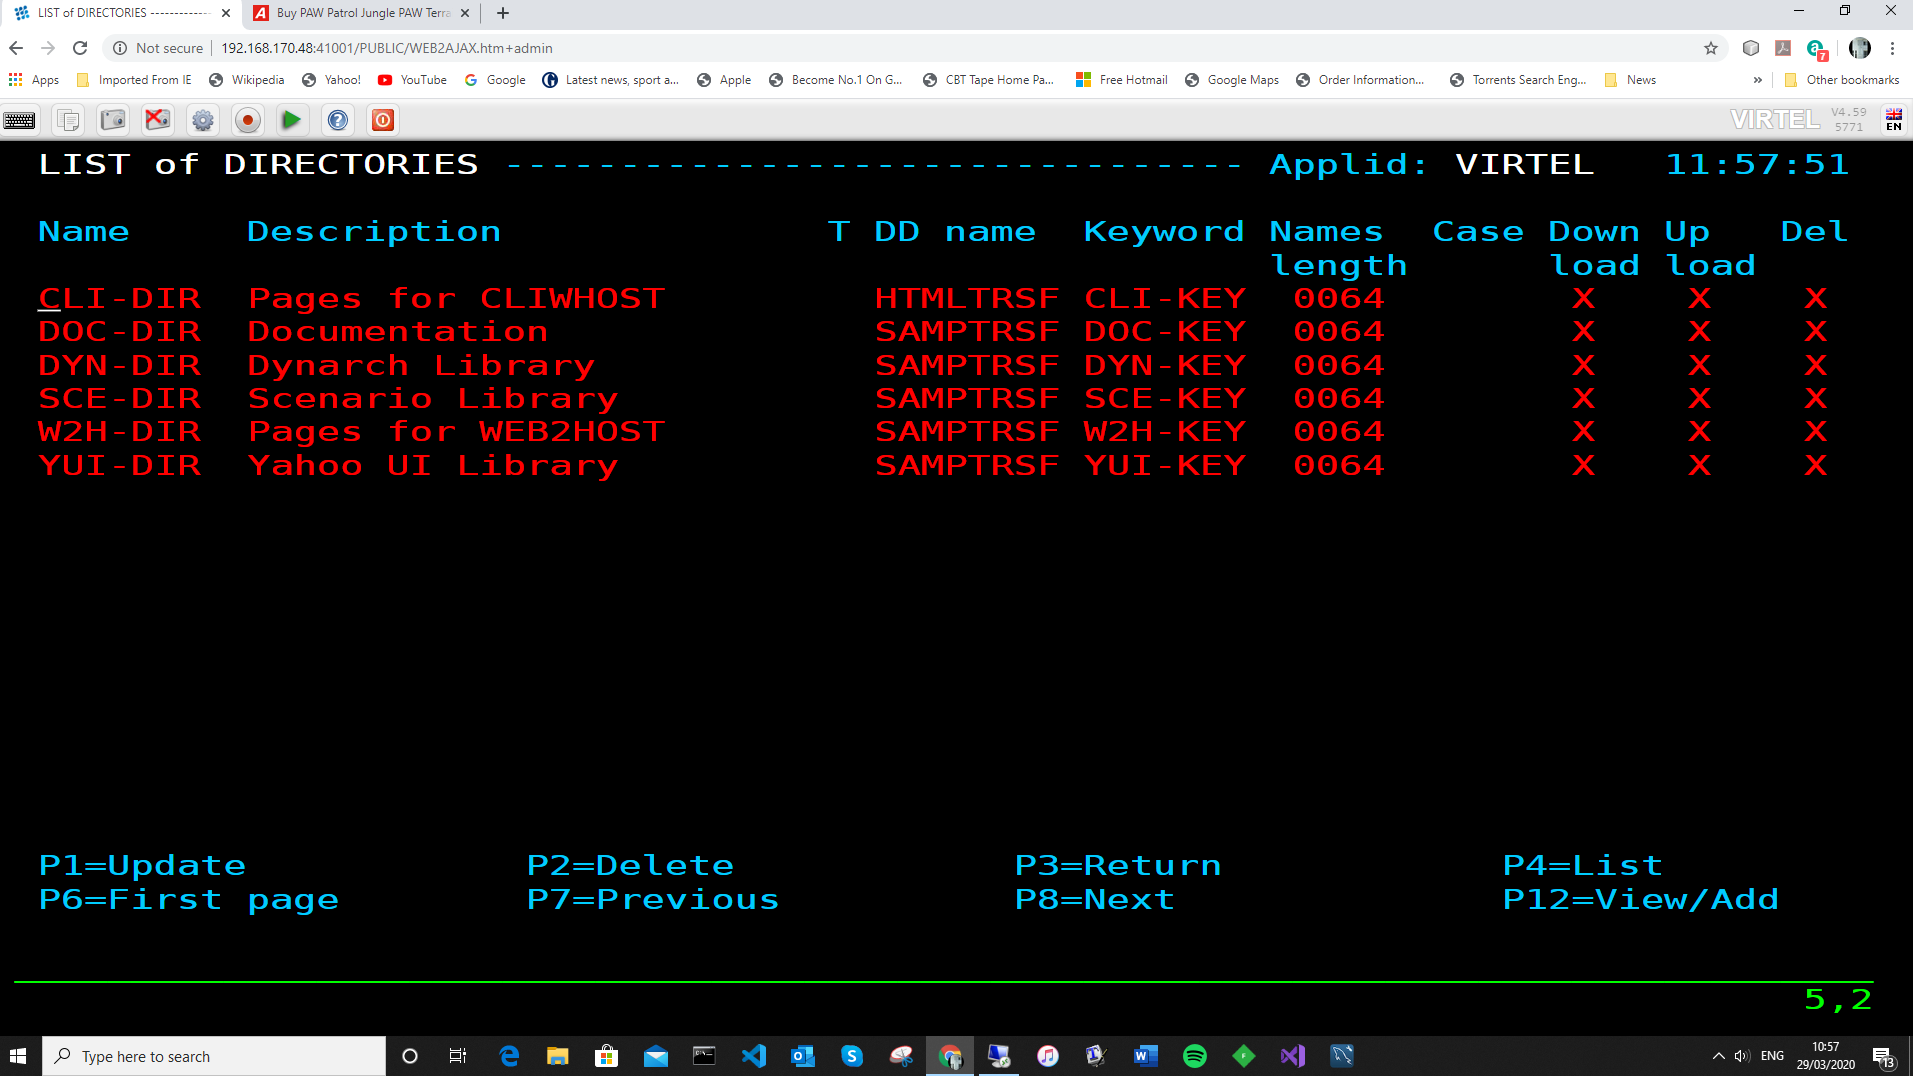 LIST of DIRECTORIES ------------- Buy PAW Patrol Jungle PAW Terra
Not secure 192.168.170.48:41001/PUBLIC/WEB2AJAX.htm+admin 7
Apps Imported From IE Wikipedia Yahoo! YouTube Google Latest news, sport a... Apple Become No.1 On G... CBT Tape Home Pa... Free Hotmail Google Maps Order Information... Torrents Search Eng... News » Other bookmarks
VIRTEL V4.59 5771 EN
LIST of DIRECTORIES -------------------------------- Applid: VIRTEL 11:57:51
Name Description T DD name Keyword Names Case Down Up Del
length load load
CLI-DIR Pages for CLIWHOST HTMLTRSF CLI-KEY 0064 X X X
DOC-DIR Documentation SAMPTRSF DOC-KEY 0064 X X X
DYN-DIR Dynarch Library SAMPTRSF DYN-KEY 0064 X X X
SCE-DIR Scenario Library SAMPTRSF SCE-KEY 0064 X X X
W2H-DIR Pages for WEB2HOST SAMPTRSF W2H-KEY 0064 X X X
YUI-DIR Yahoo UI Library SAMPTRSF YUI-KEY 0064 X X X
P1=Update P2=Delete P3=Return P4=List
P6=First page P7=Previous P8=Next P12=View/Add
5,2
Type here to search ENG 10:57
29/03/2020 13